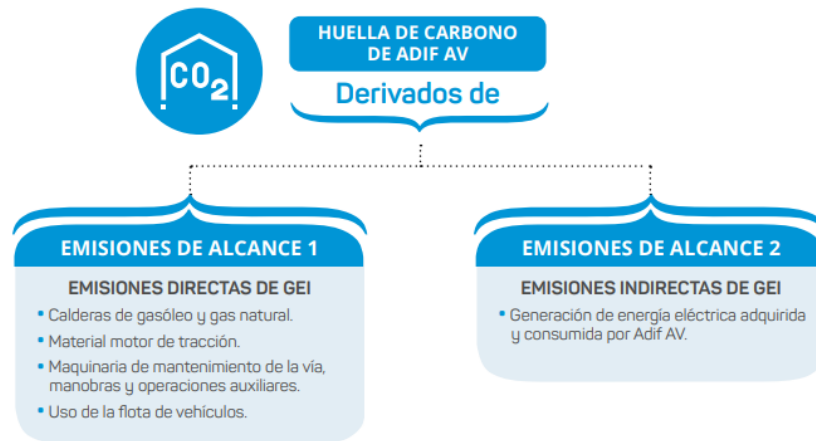 CO2
HUELLA DE CARBONO
DE ADIF AV
Derivados de
EMISIONES DE ALCANCE 1
EMISIONES DIRECTAS DE GEI
• Calderas de gasóleo y gas natural.
• Material motor de tracción.
• Maquinaria de mantenimiento de la vía,
manobras y operaciones auxiliares.
• Uso de la flota de vehículos.
EMISIONES DE ALCANCE 2
EMISIONES INDIRECTAS DE GEI
• Generación de energía eléctrica adquirida
y consumida por Adif AV.